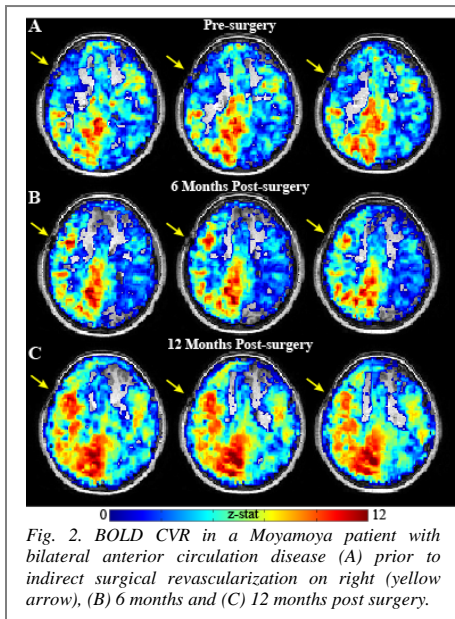 A Pre-surgery
B 6 Months Post-surgery
C 12 Months Post-surgery
0 z-stat 12
Fig. 2. BOLD CVR in a Moyamoya patient with
bilateral anterior circulation disease (A) prior to
indirect surgical revascularization on right (yellow
arrow), (B) 6 months and (C) 12 months post surgery.